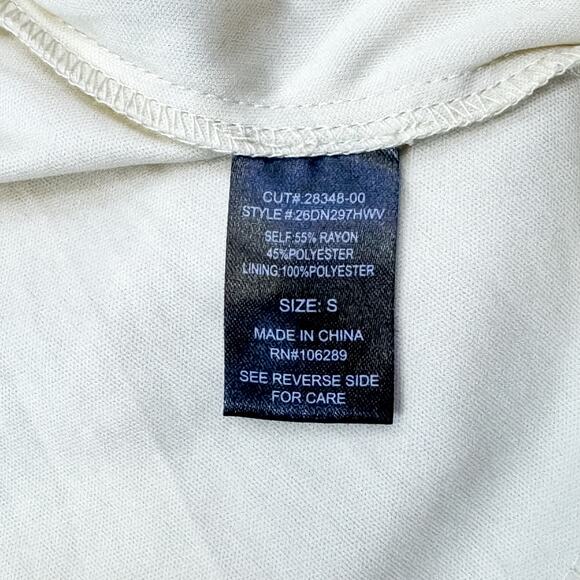 CUT#:28348-00
STYLE #:26DN297HWV
SELF:55% RAYON
45%POLYESTER
LINING:100%POLYESTER
SIZE: S
MADE IN CHINA
RN#106289
SEE REVERSE SIDE
FOR CARE